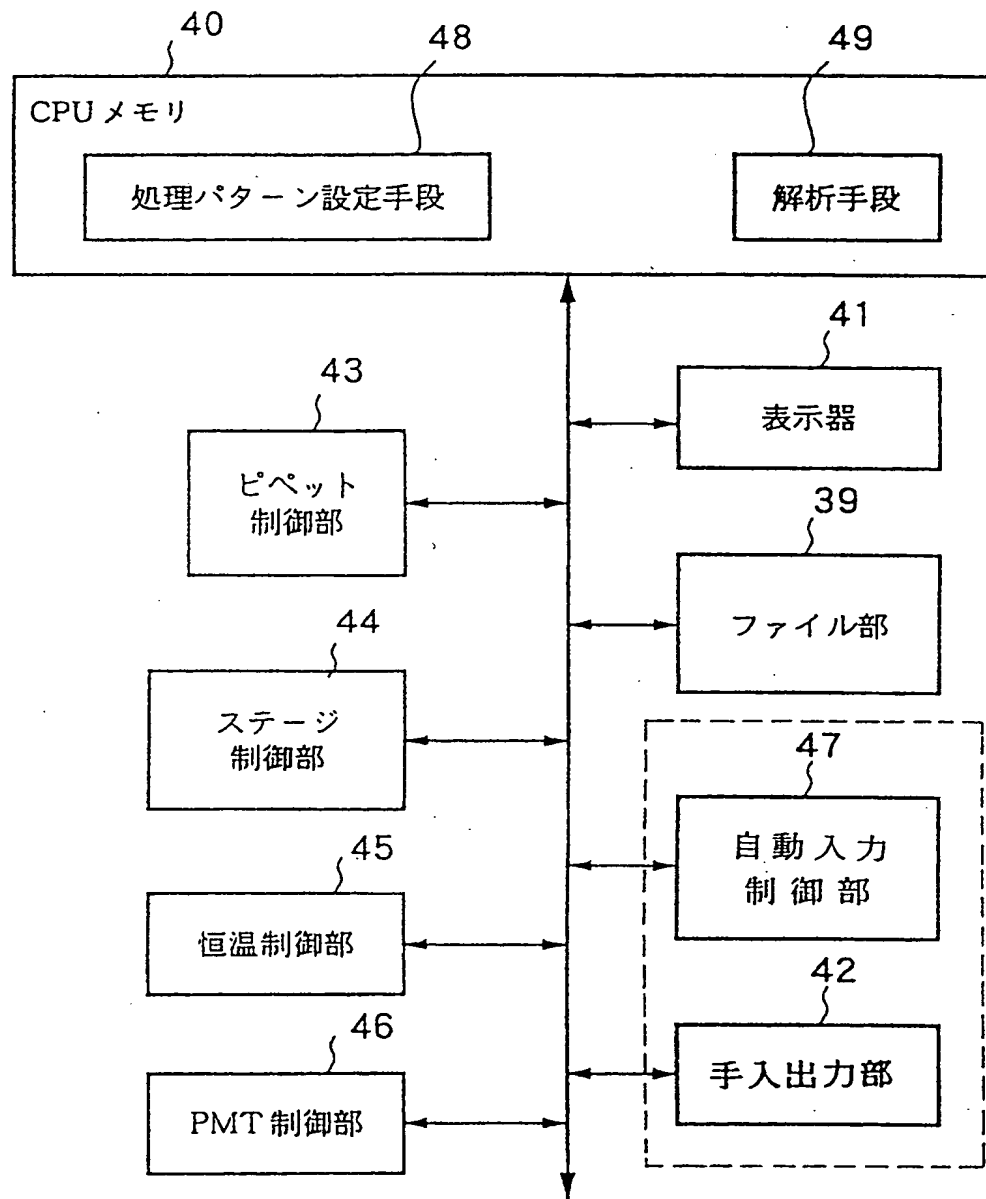 40
48
49
CPU メモリ
処理パターン設定手段
解析手段
41
表示器
43
ピペット
制御部
39
ファイル部
44
ステージ
制御部
47
自動入力
制御部
45
恒温制御部
42
手入出力部
46
PMT 制御部